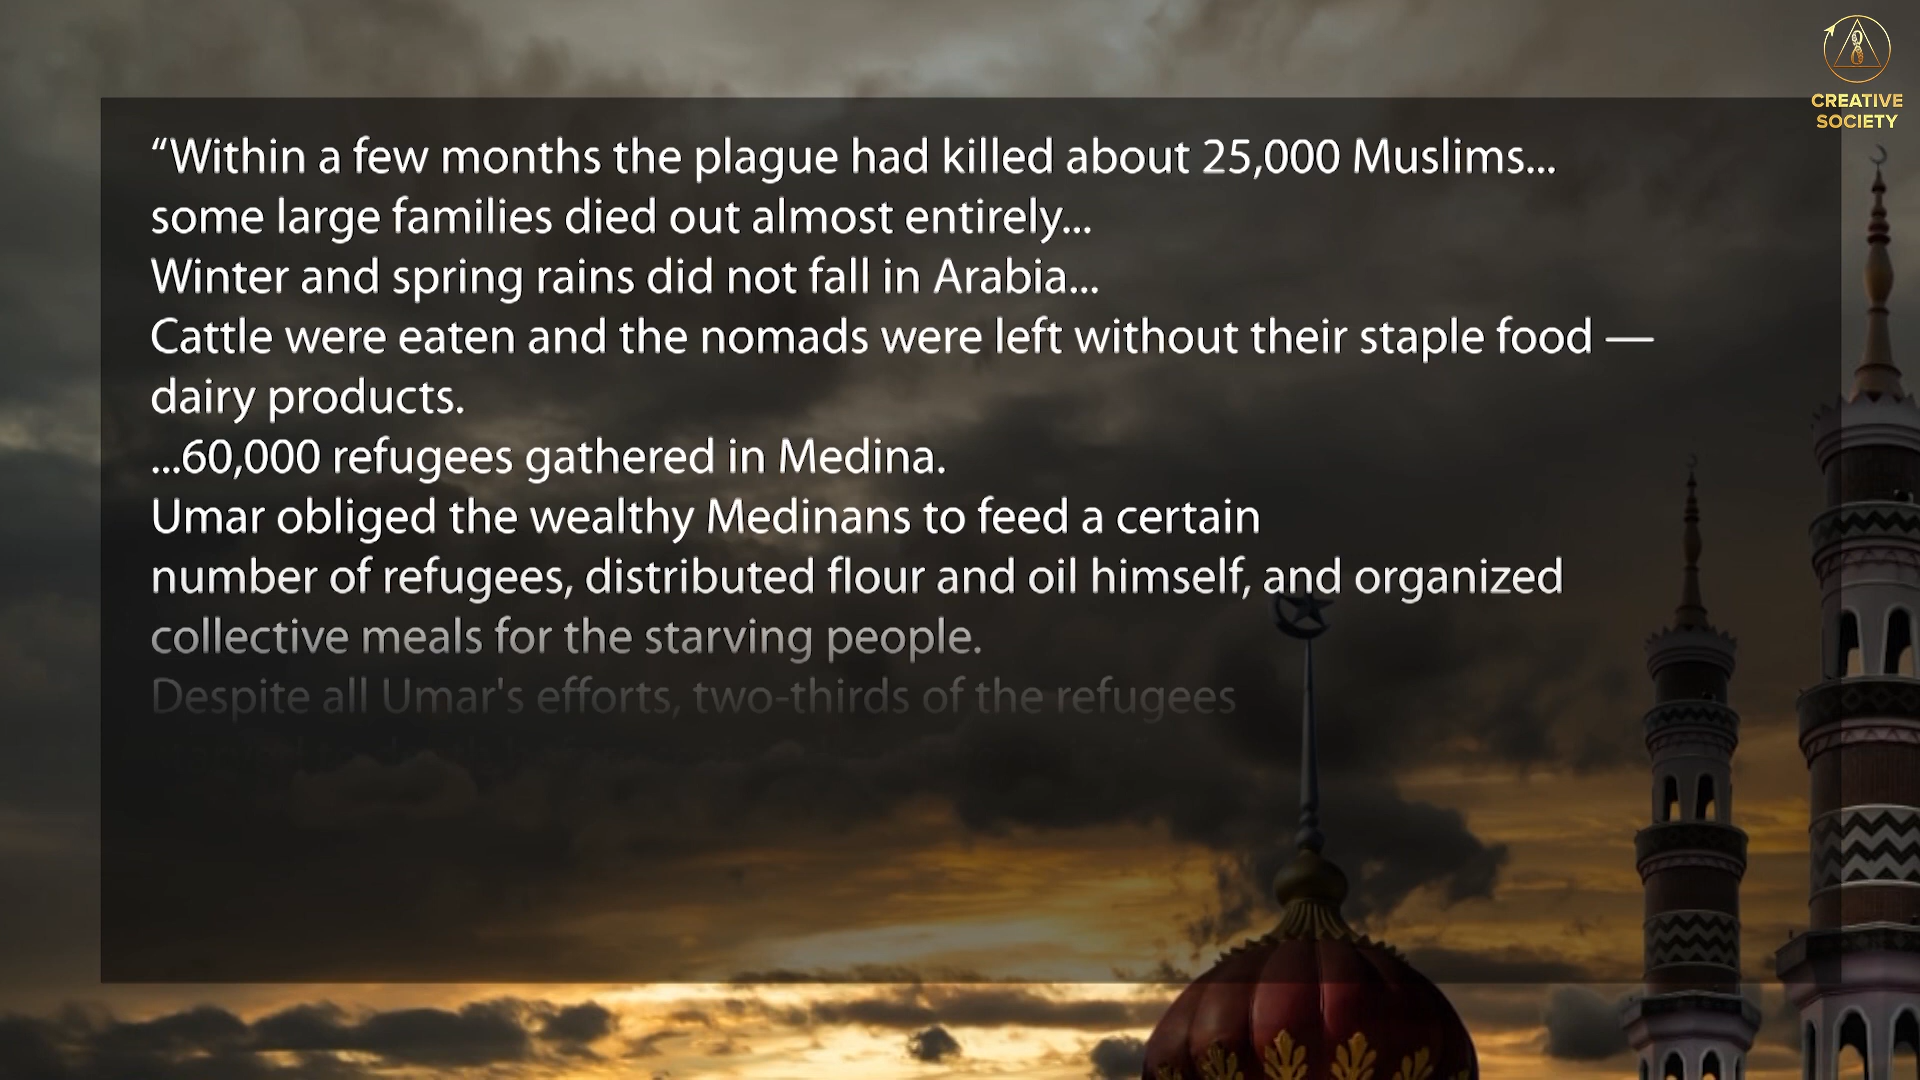 “Within a few months the plague had killed about 25,000 Muslims...
some large families died out almost entirely...
Winter and spring rains did not fall in Arabia...
Cattle were eaten and the nomads were left without their staple food —
dairy products.
...60,000 refugees gathered in Medina.
Umar obliged the wealthy Medinans to feed a certain
number of refugees, distributed flour and oil himself, and organized
collective meals for the starving people.
Despite all Umar's efforts, two-thirds of the refugees
CREATIVE
SOCIETY